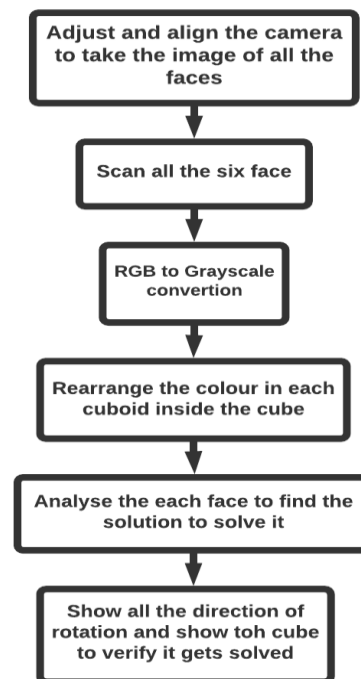 Adjust and align the camera
to take the image of all the
faces
Scan all the six face
RGB to Grayscale
convertion
Rearrange the colour in each
cuboid inside the cube
Analyse the each face to find the
solution to solve it
Show all the direction of
rotation and show toh cube
to verify it gets solved